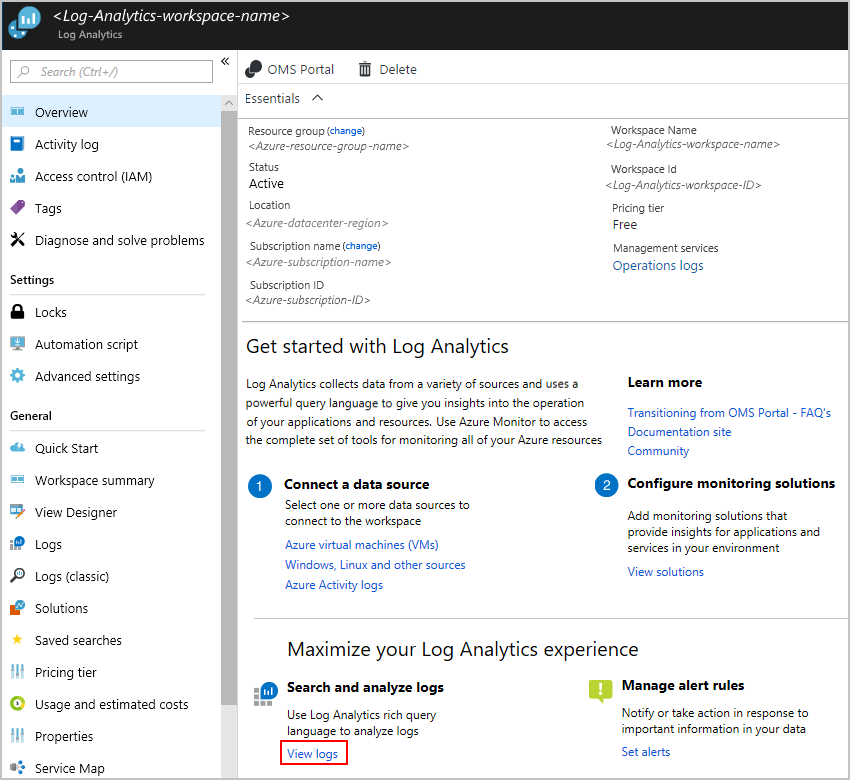 <Log-Analytics-workspace-name>
Log Analytics
Search (Ctrl+/)
«
Overview
Activity log
Access control (IAM)
Tags
Diagnose and solve problems
Settings
Locks
Automation script
Advanced settings
General
Quick Start
Workspace summary
View Designer
Logs
Logs (classic)
Solutions
Saved searches
Pricing tier
Usage and estimated costs
Properties
Service Map
OMS Portal
Delete
Essentials
Resource group (change)
<Azure-resource-group-name>
Status
Active
Location
<Azure-datacenter-region>
Subscription name (change)
<Azure-subscription-name>
Subscription ID
<Azure-subscription-ID>
Workspace Name
<Log-Analytics-workspace-name>
Workspace Id
<Log-Analytics-workspace-ID>
Pricing tier
Free
Management services
Operations logs
Get started with Log Analytics
Log Analytics collects data from a variety of sources and uses a
powerful query language to give you insights into the operation
of your applications and resources. Use Azure Monitor to access
the complete set of tools for monitoring all of your Azure resources
Learn more
Transitioning from OMS Portal - FAQ's
Documentation site
Community
1
Connect a data source
Select one or more data sources to
connect to the workspace
Azure virtual machines (VMs)
Windows, Linux and other sources
Azure Activity logs
2
Configure monitoring solutions
Add monitoring solutions that
provide insights for applications and
services in your environment
View solutions
Maximize your Log Analytics experience
Search and analyze logs
Use Log Analytics rich query
language to analyze logs
View logs
Manage alert rules
Notify or take action in response to
important information in your data
Set alerts